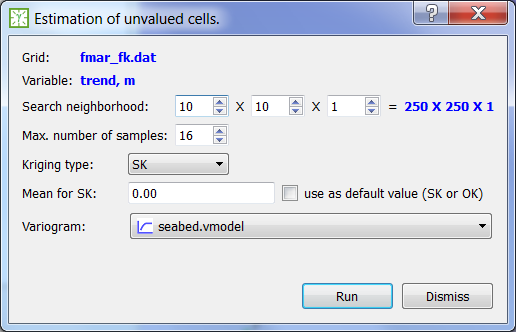 Estimation of unvalued cells.
Grid: fmar_fk.dat
Variable: trend, m
Search neighborhood: 10 X 10 X 1 = 250 X 250 X 1
Max. number of samples: 16
Kriging type: SK
Mean for SK: 0.00 use as default value (SK or OK)
Variogram: seabed.vmodel
Run Dismiss